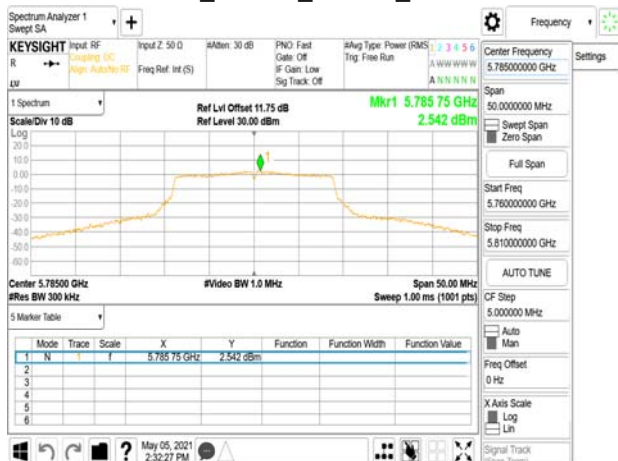 Spectrum Analyzer 1
Swept SA
+
Frequency
KEYSIGHT
R
LXI
Input: RF
Coupling: DC
Align: Auto/No RF
Input Z: 50 Ω
Freq Ref: Int (S)
#Atten: 30 dB
PNO: Fast
Gate: Off
IF Gain: Low
Sig Track: Off
#Avg Type: Power (RMS
Trig: Free Run
1 2 3 4 5 6
A W W W W W
A N N N N N
1 Spectrum
Scale/Div 10 dB
Ref Lvl Offset 11.75 dB
Ref Level 30.00 dBm
Mkr1 5.785 75 GHz
2.542 dBm
Log
20.0
10.0
0.00
-10.0
-20.0
-30.0
-40.0
-50.0
-60.0
1
Center 5.78500 GHz
#Res BW 300 kHz
#Video BW 1.0 MHz
Span 50.00 MHz
Sweep 1.00 ms (1001 pts)
5 Marker Table
Mode Trace Scale X Y Function Function Width Function Value
1 N 1 f 5.785 75 GHz 2.542 dBm
2
3
4
5
6
?
May 05, 2021
2:32:27 PM
Center Frequency
5.785000000 GHz
Settings
Span
50.0000000 MHz
Swept Span
Zero Span
Full Span
Start Freq
5.760000000 GHz
Stop Freq
5.810000000 GHz
AUTO TUNE
CF Step
5.000000 MHz
Auto
Man
Freq Offset
0 Hz
X Axis Scale
Log
Lin
Signal Track